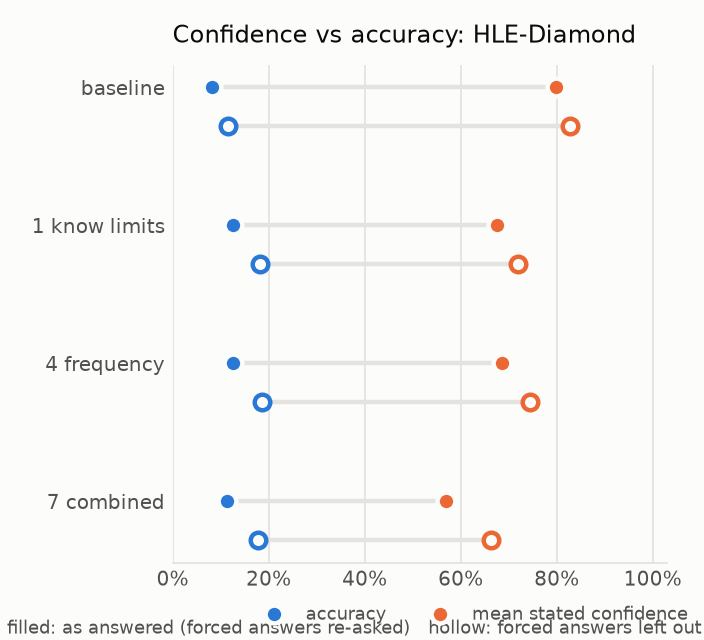 Confidence vs accuracy: HLE-Diamond
baseline
1 know limits
4 frequency
7 combined
0% 20% 40% 60% 80% 100%
accuracy mean stated confidence
filled: as answered (forced answers re-asked) hollow: forced answers left out